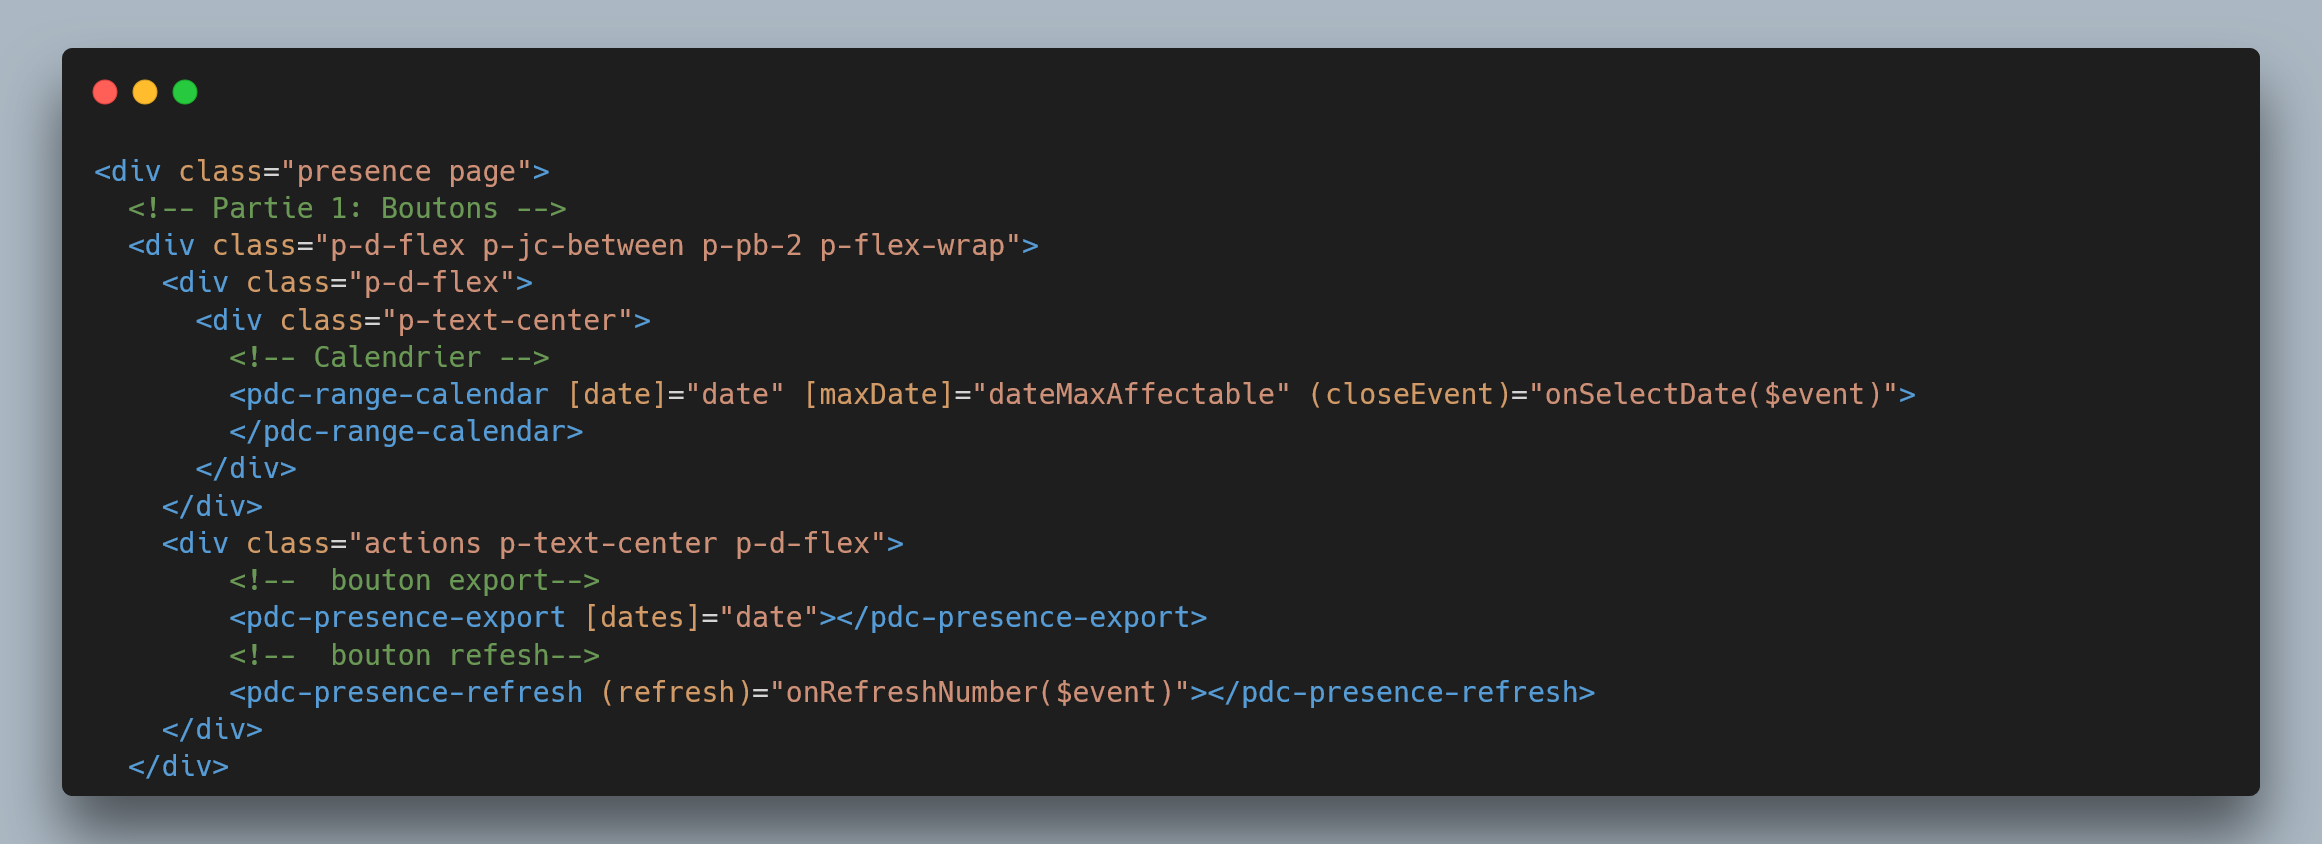 <div class="presence page">
  <!-- Partie 1: Boutons -->
  <div class="p-d-flex p-jc-between p-pb-2 p-flex-wrap">
    <div class="p-d-flex">
      <div class="p-text-center">
        <!-- Calendrier -->
        <pdc-range-calendar [date]="date" [maxDate]="dateMaxAffectable" (closeEvent)="onSelectDate($event)">
        </pdc-range-calendar>
      </div>
    </div>
    <div class="actions p-text-center p-d-flex">
        <!--  bouton export-->
        <pdc-presence-export [dates]="date"></pdc-presence-export>
        <!--  bouton refesh-->
        <pdc-presence-refresh (refresh)="onRefreshNumber($event)"></pdc-presence-refresh>
    </div>
  </div>